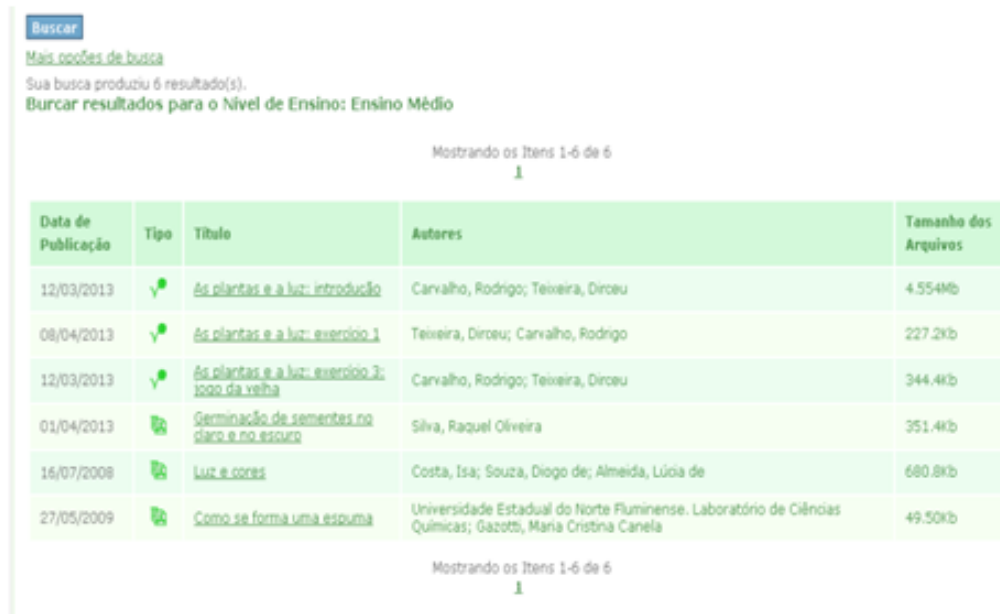 Buscar
Mais opções de busca
Sua busca produziu 6 resultado(s).
Burcar resultados para o Nível de Ensino: Ensino Médio
Mostrando os Itens 1-6 de 6
1
Data de Publicação Tipo Título Autores Tamanho dos Arquivos
12/03/2013 As plantas e a luz: introdução Carvalho, Rodrigo; Teixeira, Dirceu 4.554Mb
08/04/2013 As plantas e a luz: exercício 1 Teixeira, Dirceu; Carvalho, Rodrigo 227.2Kb
12/03/2013 As plantas e a luz: exercício 3: jogo da velha Carvalho, Rodrigo; Teixeira, Dirceu 344.4Kb
01/04/2013 Germinação de sementes no claro e no escuro Silva, Raquel Oliveira 351.4Kb
16/07/2008 Luz e cores Costa, Isa; Souza, Diogo de; Almeida, Lúcia de 680.8Kb
27/05/2009 Como se forma uma espuma Universidade Estadual do Norte Fluminense. Laboratório de Ciências Químicas; Gazotti, Maria Cristina Canela 49.50Kb
Mostrando os Itens 1-6 de 6
1